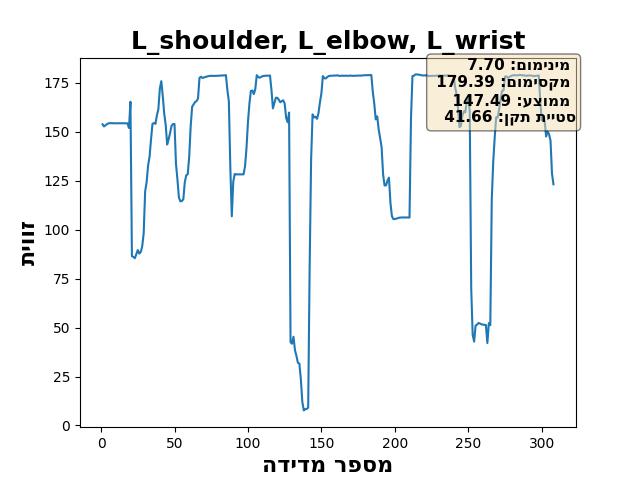 L_shoulder, L_elbow, L_wrist
מינימום: 7.70
מקסימום: 179.39
ממוצע: 147.49
סטיית תקן: 41.66
זווית
175
150
125
100
75
50
25
0
0 50 100 150 200 250 300
מספר מדידה